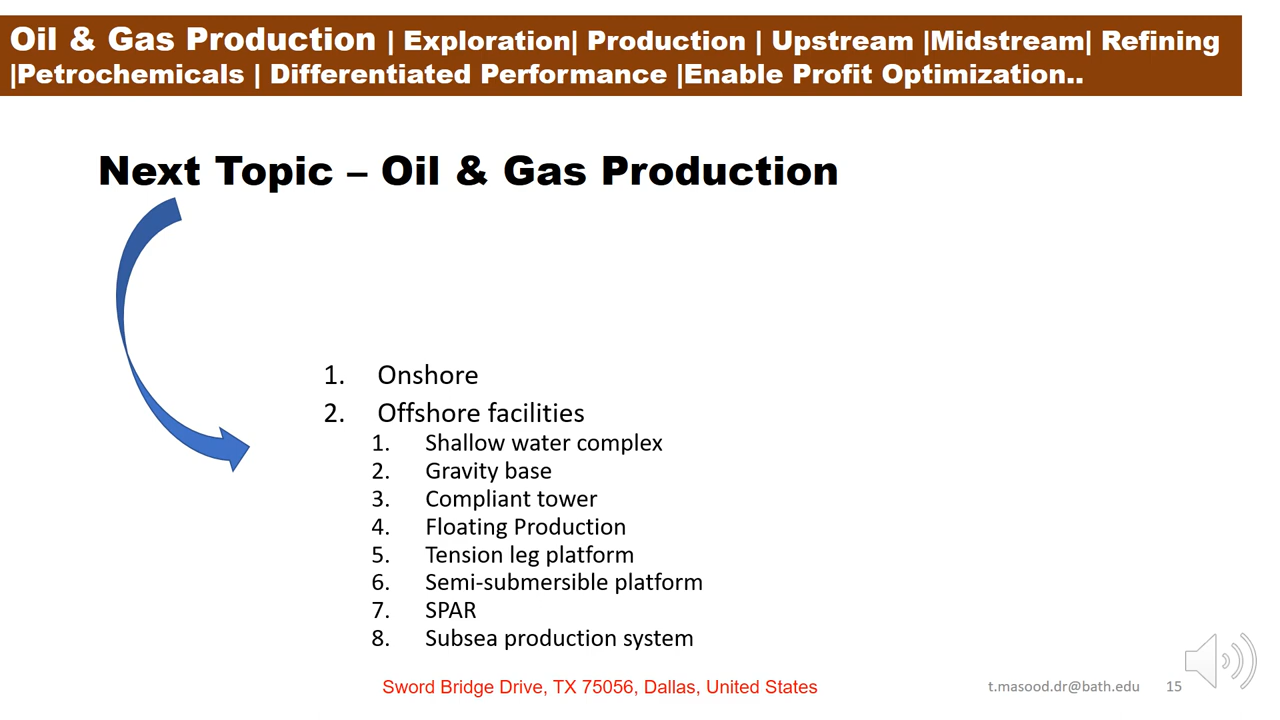 Oil & Gas Production | Exploration| Production | Upstream |Midstream| Refining
|Petrochemicals | Differentiated Performance |Enable Profit Optimization..
Next Topic – Oil & Gas Production
1. Onshore
2. Offshore facilities
1. Shallow water complex
2. Gravity base
3. Compliant tower
4. Floating Production
5. Tension leg platform
6. Semi-submersible platform
7. SPAR
8. Subsea production system
Sword Bridge Drive, TX 75056, Dallas, United States
t.masood.dr@bath.edu 15